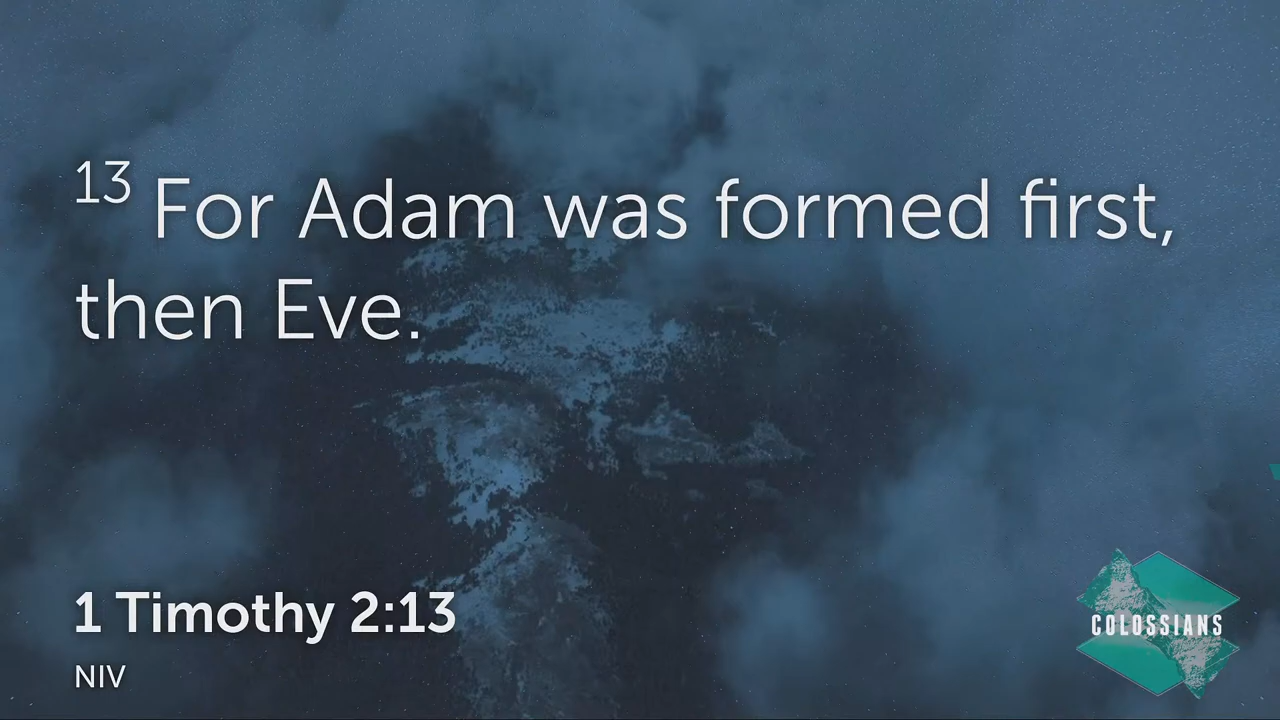 13 For Adam was formed first,
then Eve.
1 Timothy 2:13
NIV
COLOSSIANS